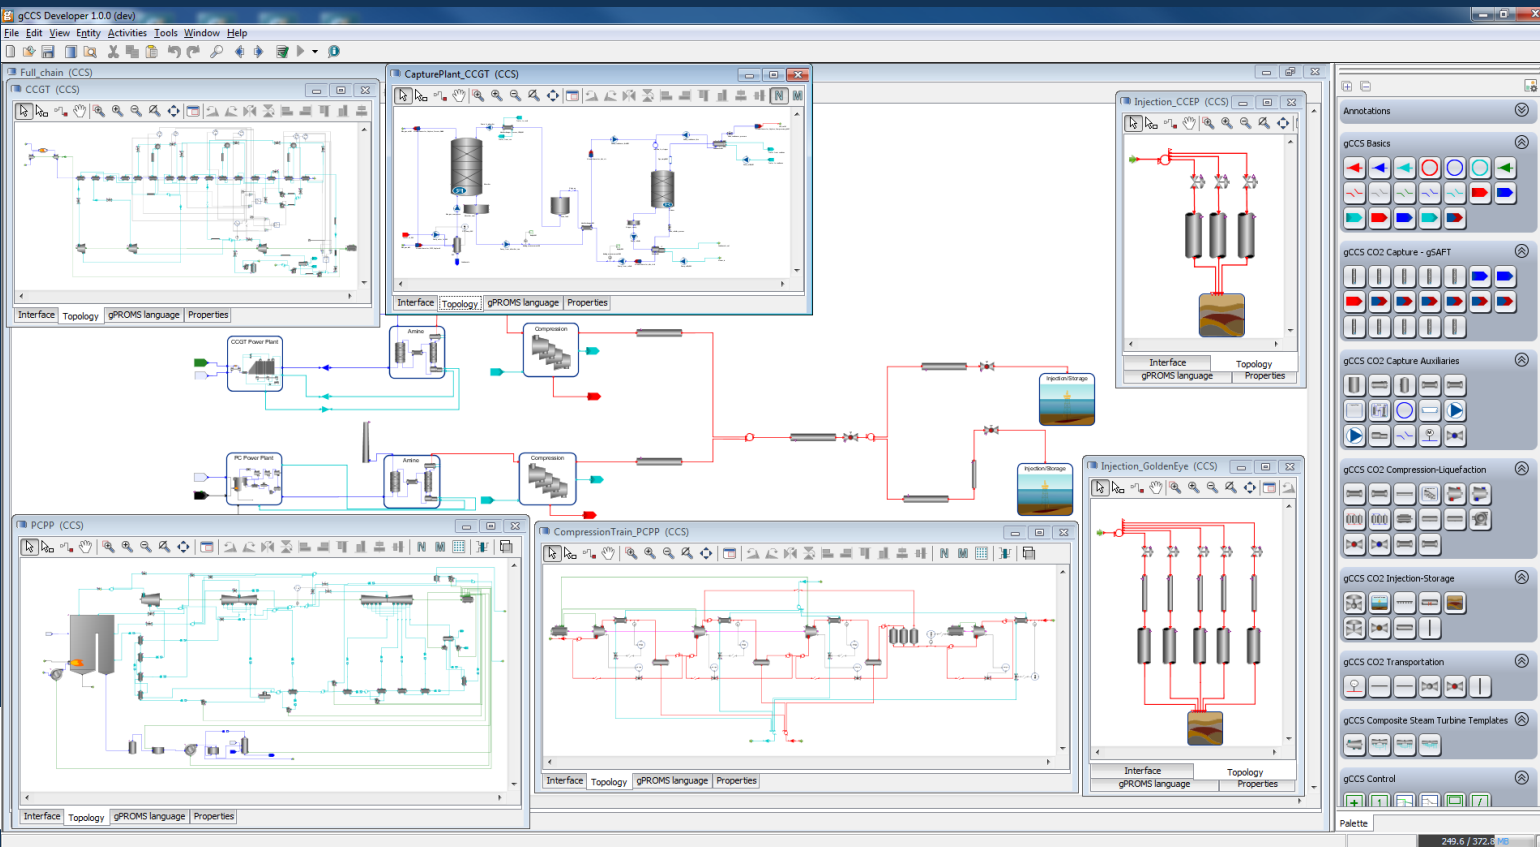 gCCS Developer 1.0.0 (dev)
File Edit View Entity Activities Tools Window Help
Full_chain (CCS)
CCGT (CCS)
Interface Topology gPROMS language Properties
CapturePlant_CCGT (CCS)
N M
Interface Topology gPROMS language Properties
Injection_CCEP (CCS)
Interface Topology
gPROMS language Properties
CCGT Power Plant
Amine
Compression
Injection/Storage
PC Power Plant
Amine
Compression
Injection/Storage
PCPP (CCS)
N M
Interface Topology gPROMS language Properties
CompressionTrain_PCPP (CCS)
N M
Interface Topology gPROMS language Properties
Injection_GoldenEye (CCS)
Interface Topology
gPROMS language Properties
Annotations
gCCS Basics
gCCS CO2 Capture - gSAFT
gCCS CO2 Capture Auxiliaries
gCCS CO2 Compression-Liquefaction
gCCS CO2 Injection-Storage
gCCS CO2 Transportation
gCCS Composite Steam Turbine Templates
gCCS Control
Palette
249.6 / 372.8 MB